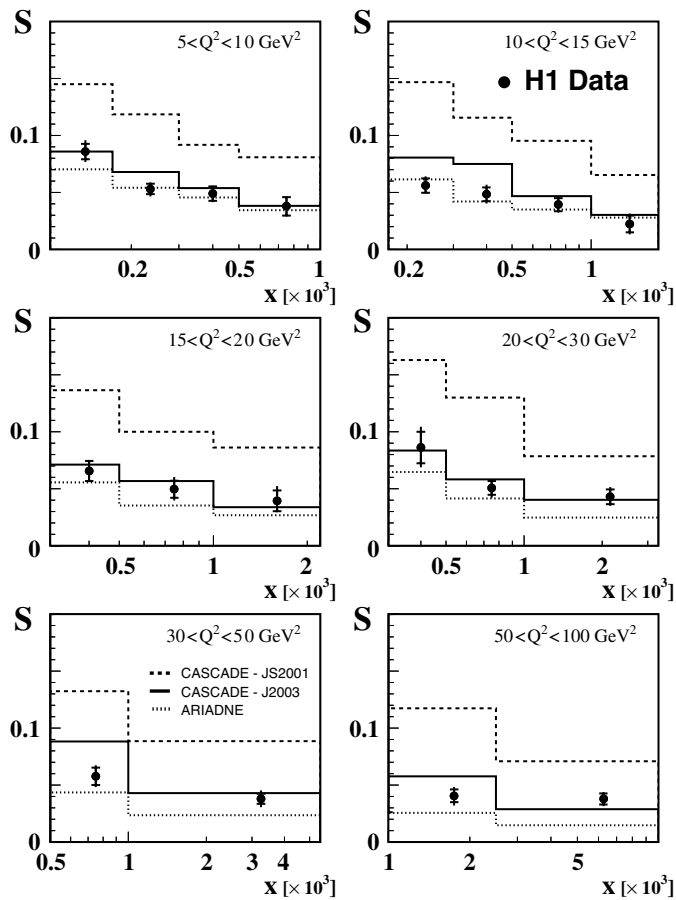 S
5<Q²<10 GeV²
0.1
0
0.2 0.5 1
x [×10³]
S
10<Q²<15 GeV²
H1 Data
0.1
0
0.2 0.5 1
x [×10³]
S
15<Q²<20 GeV²
0.1
0
0.5 1 2
x [×10³]
S
20<Q²<30 GeV²
0.1
0
0.5 1 2
x [×10³]
S
30<Q²<50 GeV²
CASCADE - JS2001
CASCADE - J2003
ARIADNE
0.1
0
0.5 1 2 3 4
x [×10³]
S
50<Q²<100 GeV²
0.1
0
1 5
x [×10³]